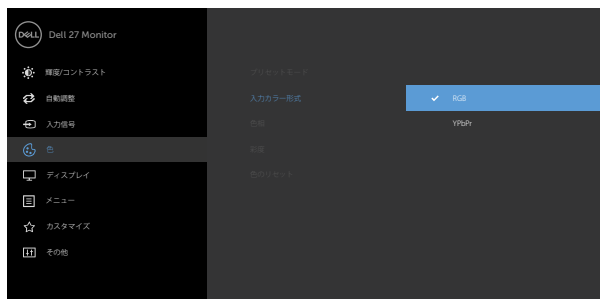 DELL
Dell 27 Monitor
輝度/コントラスト
自動調整
入力信号
色
ディスプレイ
メニュー
カスタマイズ
その他
プリセットモード
入力カラー形式
色相
彩度
色のリセット
RGB
YPbPr